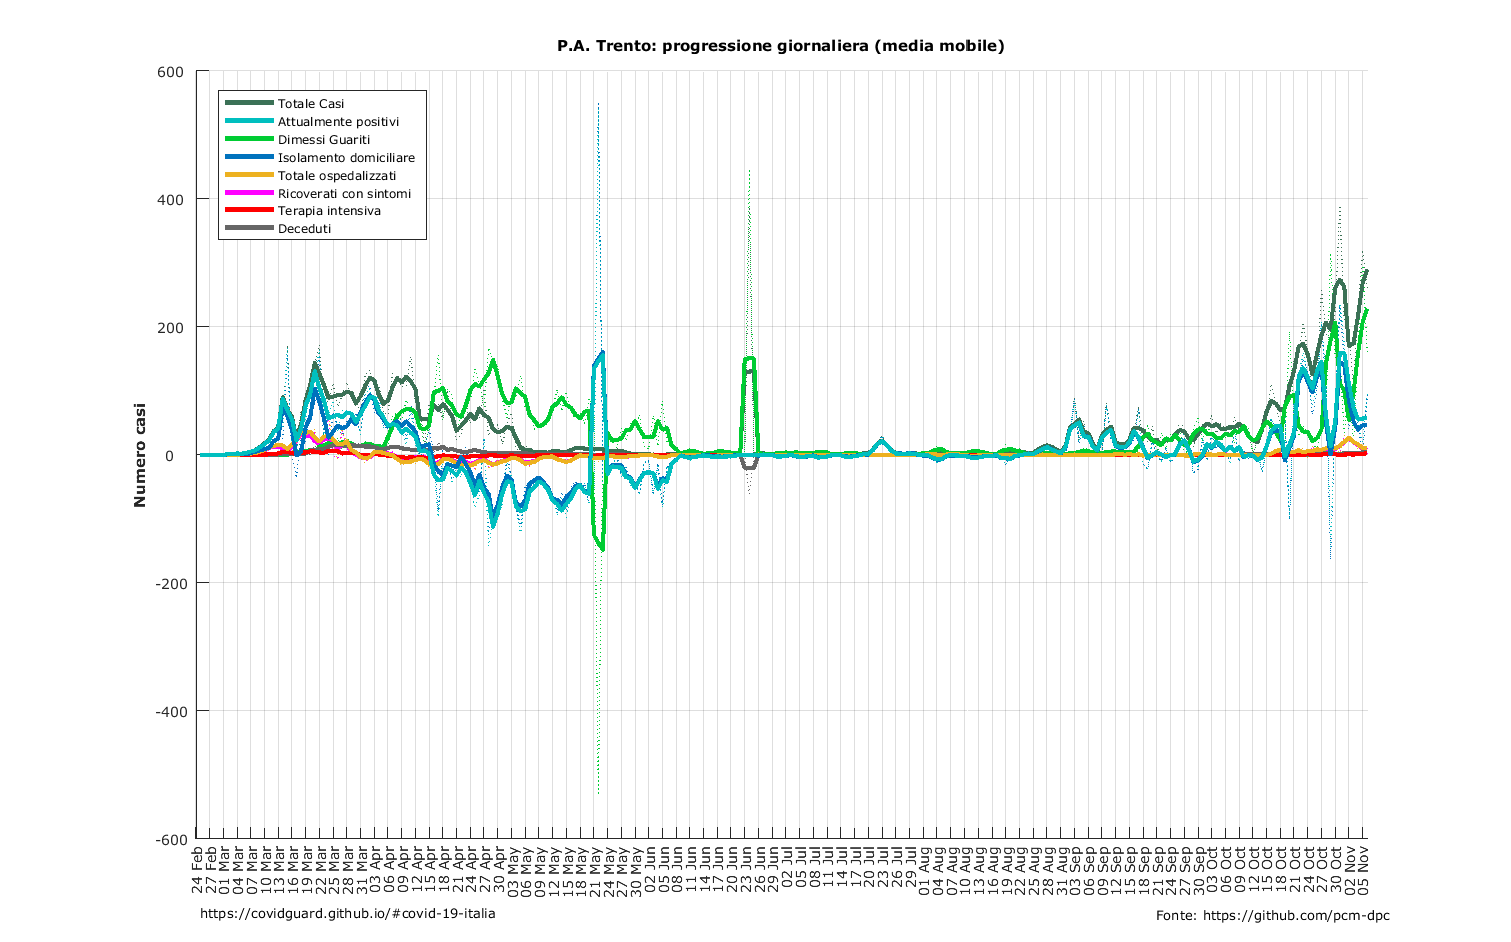 P.A. Trento: progressione giornaliera (media mobile)
600
400
200
0
-200
-400
-600
Numero casi
Totale Casi
Attualmente positivi
Dimessi Guariti
Isolamento domiciliare
Totale ospedalizzati
Ricoverati con sintomi
Terapia intensiva
Deceduti
24 Feb
27 Feb
01 Mar
04 Mar
07 Mar
10 Mar
13 Mar
16 Mar
19 Mar
22 Mar
25 Mar
28 Mar
31 Mar
03 Apr
06 Apr
09 Apr
12 Apr
15 Apr
18 Apr
21 Apr
24 Apr
27 Apr
30 Apr
03 May
06 May
09 May
12 May
15 May
18 May
21 May
24 May
27 May
30 May
02 Jun
05 Jun
08 Jun
11 Jun
14 Jun
17 Jun
20 Jun
23 Jun
26 Jun
29 Jun
02 Jul
05 Jul
08 Jul
11 Jul
14 Jul
17 Jul
20 Jul
23 Jul
26 Jul
29 Jul
01 Aug
04 Aug
07 Aug
10 Aug
13 Aug
16 Aug
19 Aug
22 Aug
25 Aug
28 Aug
31 Aug
03 Sep
06 Sep
09 Sep
12 Sep
15 Sep
18 Sep
21 Sep
24 Sep
27 Sep
30 Sep
03 Oct
06 Oct
09 Oct
12 Oct
15 Oct
18 Oct
21 Oct
24 Oct
27 Oct
30 Oct
02 Nov
05 Nov
https://covidguard.github.io/#covid-19-italia
Fonte: https://github.com/pcm-dpc